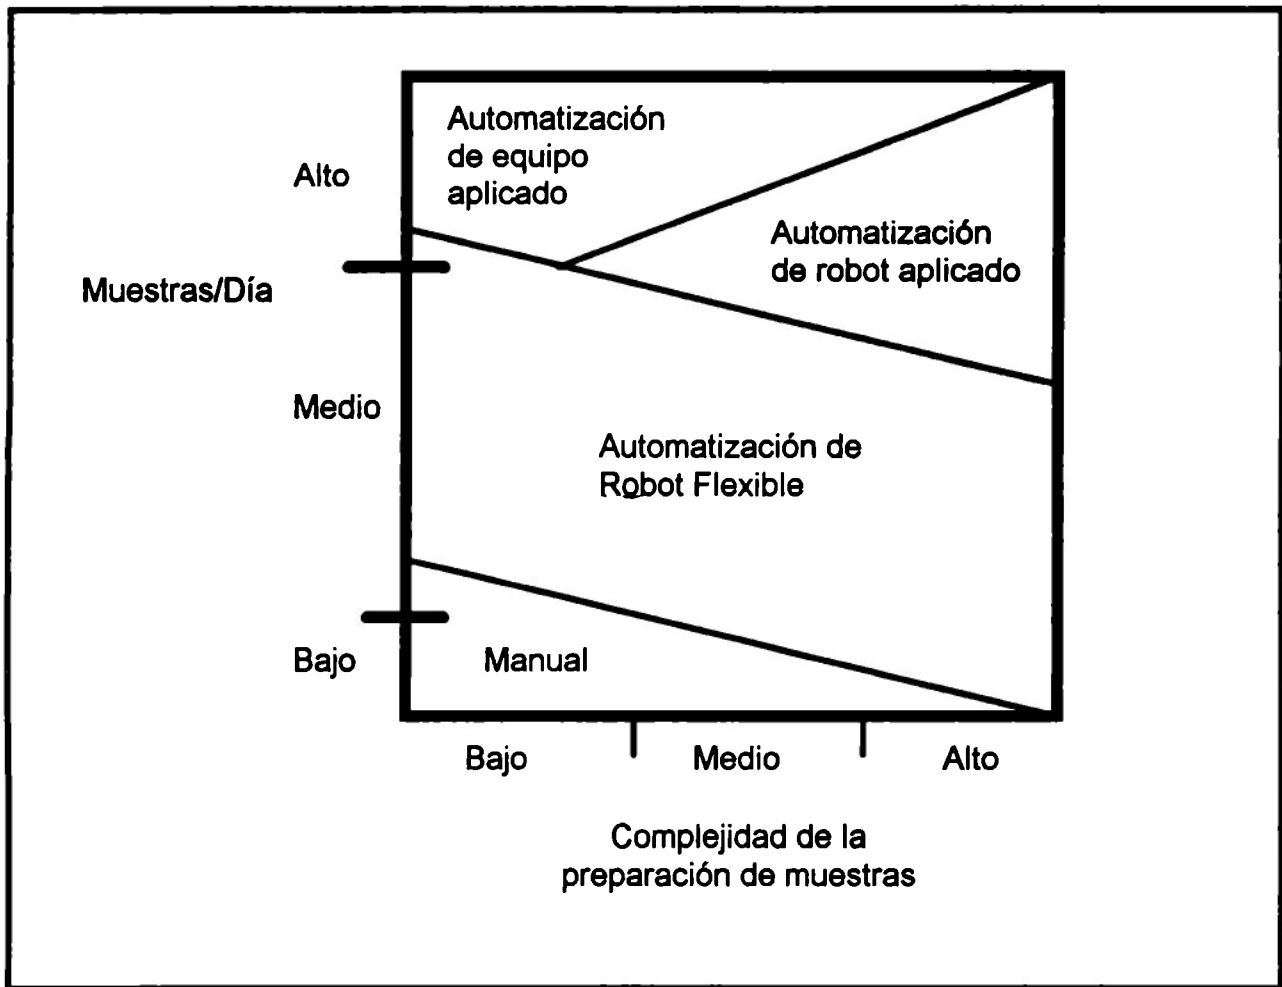 Automatización
de equipo
aplicado
Alto
Automatización
de robot aplicado
Muestras/Día
Medio
Automatización de
Robot Flexible
Bajo
Manual
Bajo
Medio
Alto
Complejidad de la
preparación de muestras